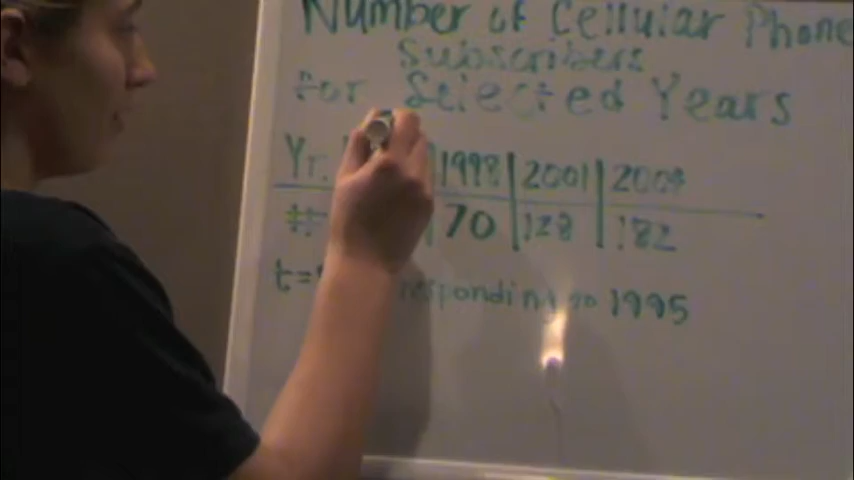 Number of Cellular Phone
Subscribers
for Selected Years
Yr. 1998 2001 2004
#: 70 128 182
t= responding to 1995